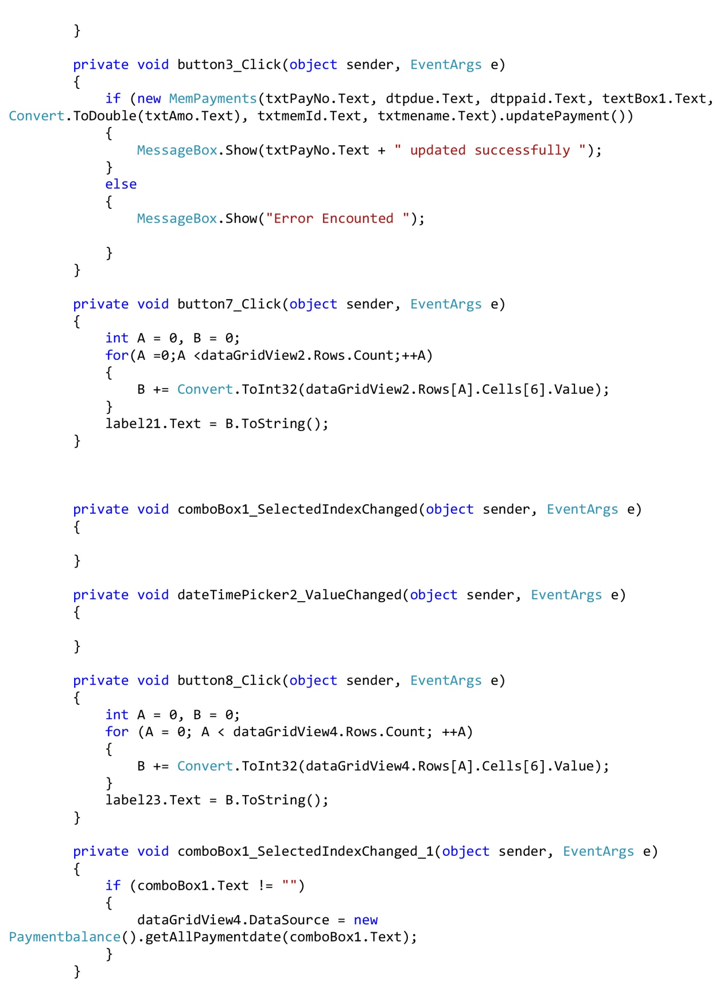 }
private void button3_Click(object sender, EventArgs e)
{
if (new MemPayments(txtPayNo.Text, dtpdue.Text, dtppaid.Text, textBox1.Text,
Convert.ToDouble(txtAmo.Text), txtmemId.Text, txtmename.Text).updatePayment())
{
MessageBox.Show(txtPayNo.Text + " updated successfully ");
}
else
{
MessageBox.Show("Error Encounted ");
}
}
private void button7_Click(object sender, EventArgs e)
{
int A = 0, B = 0;
for(A =0;A <dataGridView2.Rows.Count;++A)
{
B += Convert.ToInt32(dataGridView2.Rows[A].Cells[6].Value);
}
label21.Text = B.ToString();
}
private void comboBox1_SelectedIndexChanged(object sender, EventArgs e)
{
}
private void dateTimePicker2_ValueChanged(object sender, EventArgs e)
{
}
private void button8_Click(object sender, EventArgs e)
{
int A = 0, B = 0;
for (A = 0; A < dataGridView4.Rows.Count; ++A)
{
B += Convert.ToInt32(dataGridView4.Rows[A].Cells[6].Value);
}
label23.Text = B.ToString();
}
private void comboBox1_SelectedIndexChanged_1(object sender, EventArgs e)
{
if (comboBox1.Text != "")
{
dataGridView4.DataSource = new
Paymentbalance().getAllPaymentdate(comboBox1.Text);
}
}